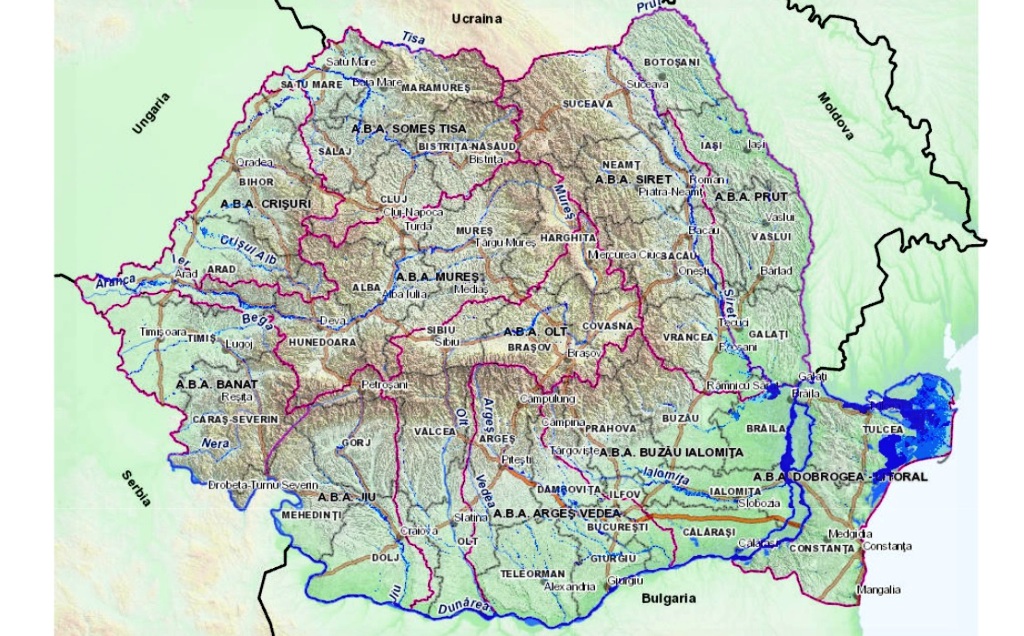 Ucraina
Prut
Tisa
BOTOŞANI
Satu Mare
Baia Mare
SATU MARE
MARAMUREŞ
Suceava
SUCEAVA
Ungaria
Moldova
A.B.A. SOMEŞ TISA
BISTRIŢA-NĂSĂUD
SĂLAJ
Bistriţa
IAŞI
Iaşi
Oradea
BIHOR
NEAMŢ
A.B.A. SIRET
Roman
Piatra-Neamţ
A.B.A. PRUT
A.B.A. CRIŞURI
CLUJ
Cluj-Napoca
Turda
Mureş
Vaslui
VASLUI
MUREŞ
Târgu Mureş
HARGHITA
Bacău
BACĂU
Miercurea Ciuc
Crişul Alb
Ier
Arad
ARAD
Aranca
A.B.A. MUREŞ
ALBA
Alba Iulia
Mediaş
Oneşti
Bârlad
Siret
Bega
Deva
Timişoara
TIMIŞ
Lugoj
HUNEDOARA
SIBIU
Sibiu
A.B.A. OLT
BRAŞOV
COVASNA
Braşov
VRANCEA
Tecuci
GALAŢI
Focşani
A.B.A. BANAT
Reşiţa
Petroşani
Câmpulung
Râmnicu Sărat
Galaţi
Brăila
CARAŞ-SEVERIN
Nera
GORJ
VÂLCEA
Olt
Argeş
ARGEŞ
Câmpina
PRAHOVA
BUZĂU
BRĂILA
TULCEA
Târgovişte
A.B.A. BUZĂU IALOMIŢA
Piteşti
Ialomiţa
A.B.A. DOBROGEA - LITORAL
Serbia
Drobeta-Turnu Severin
A.B.A. JIU
Vedea
DÂMBOVIŢA
ILFOV
IALOMIŢA
Slobozia
MEHEDINŢI
Slatina
A.B.A. ARGEŞ VEDEA
BUCUREŞTI
CĂLĂRAŞI
Călăraşi
Medgidia
CONSTANŢA
Constanţa
Craiova
OLT
DOLJ
GIURGIU
TELEORMAN
Alexandria
Giurgiu
Jiu
Dunărea
Bulgaria
Mangalia